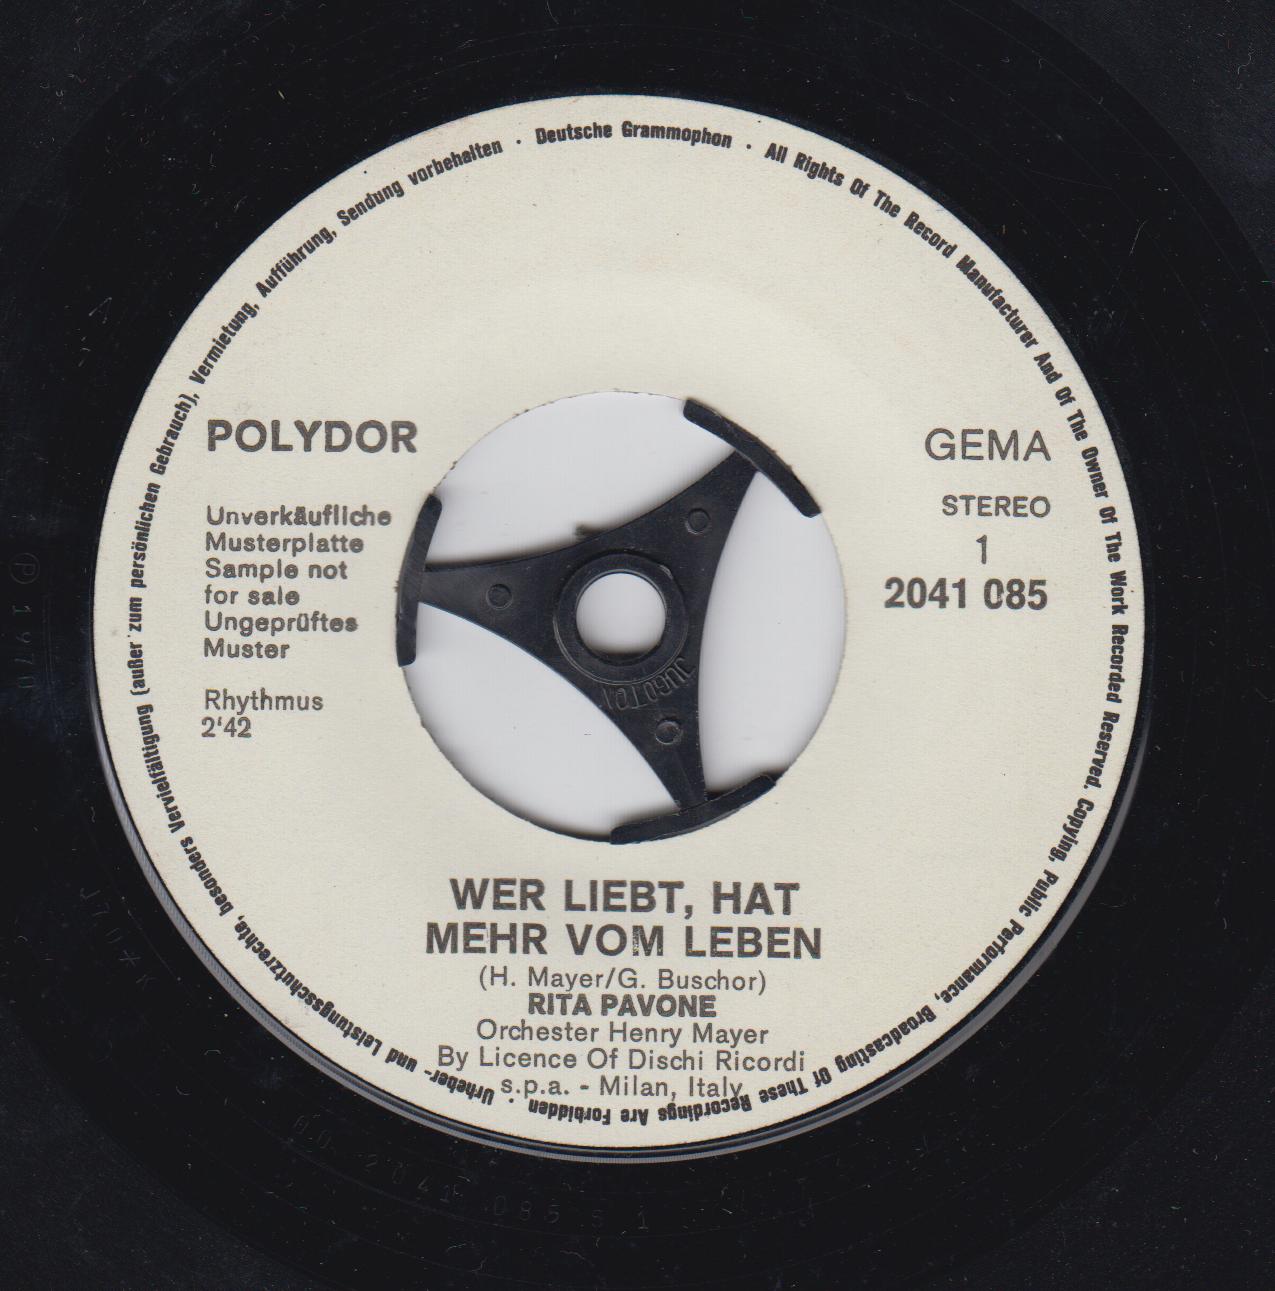 Urheber- und Leistungsschutzrechte, besonders Vervielfältigung (außer zum persönlichen Gebrauch), Vermietung, Aufführung, Sendung vorbehalten · Deutsche Grammophon · All Rights Of The Record Manufacturer And Of The Owner Of The Work Recorded Reserved. Copying, Public Performance, Broadcasting Of These Recordings Are Forbidden ·
POLYDOR
Unverkäufliche
Musterplatte
Sample not
for sale
Ungeprüftes
Muster
Rhythmus
2'42
GEMA
STEREO
1
2041 085
JUGOTON
WER LIEBT, HAT
MEHR VOM LEBEN
(H. Mayer/G. Buschor)
RITA PAVONE
Orchester Henry Mayer
By Licence Of Dischi Ricordi
s.p.a. - Milan, Italy
℗ 1970